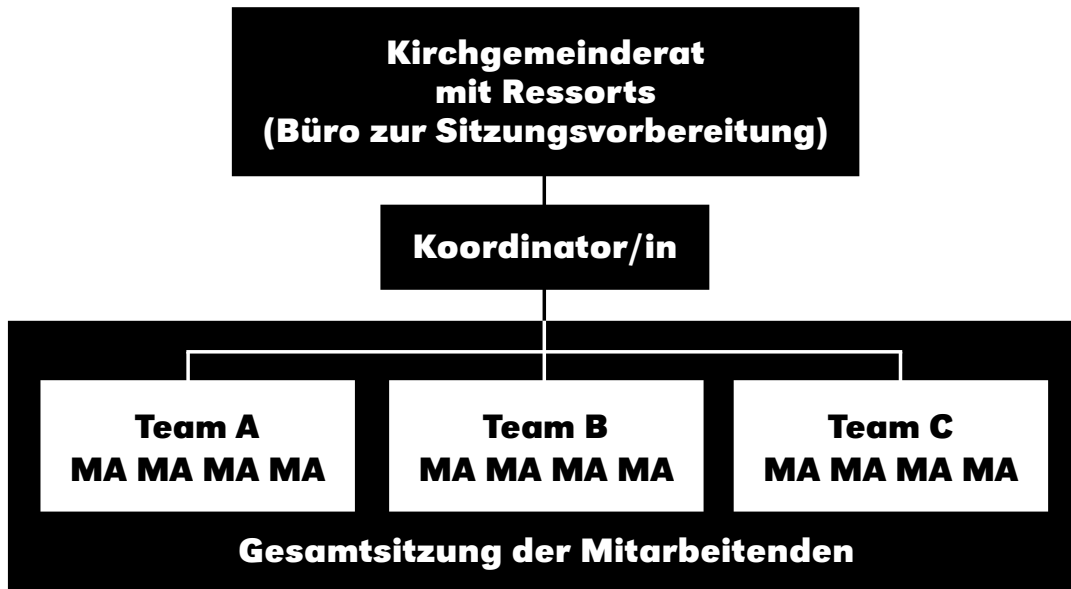 Kirchgemeinderat
mit Ressorts
(Büro zur Sitzungsvorbereitung)
Koordinator/in
Team A
MA MA MA MA
Team B
MA MA MA MA
Team C
MA MA MA MA
Gesamtsitzung der Mitarbeitenden